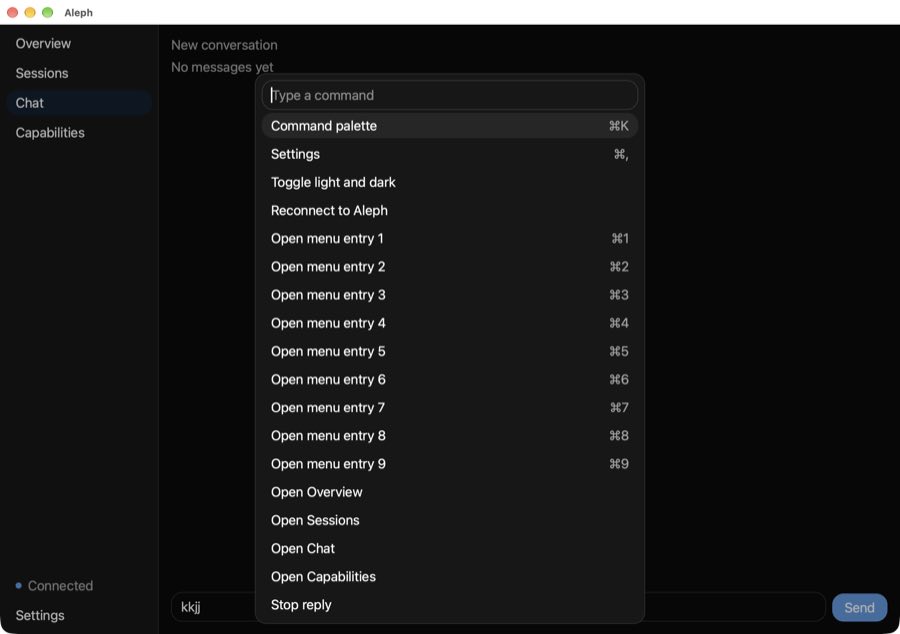 Aleph
Overview
Sessions
Chat
Capabilities
New conversation
No messages yet
Type a command
Command palette ⌘K
Settings ⌘,
Toggle light and dark
Reconnect to Aleph
Open menu entry 1 ⌘1
Open menu entry 2 ⌘2
Open menu entry 3 ⌘3
Open menu entry 4 ⌘4
Open menu entry 5 ⌘5
Open menu entry 6 ⌘6
Open menu entry 7 ⌘7
Open menu entry 8 ⌘8
Open menu entry 9 ⌘9
Open Overview
Open Sessions
Open Chat
Open Capabilities
Stop reply
Connected
Settings
kkjj
Send